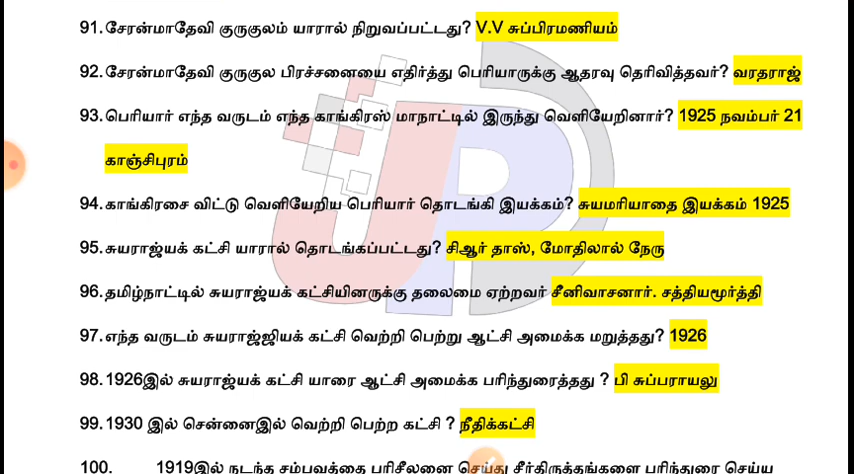 91. சேரன்மாதேவி குருகுலம் யாரால் நிறுவப்பட்டது? V.V சுப்பிரமணியம்
92. சேரன்மாதேவி குருகுல பிரச்சனையை எதிர்த்து பெரியாருக்கு ஆதரவு தெரிவித்தவர்? வரதராஜ்
93. பெரியார் எந்த வருடம் எந்த காங்கிரஸ் மாநாட்டில் இருந்து வெளியேறினார்? 1925 நவம்பர் 21
காஞ்சிபுரம்
94. காங்கிரசை விட்டு வெளியேறிய பெரியார் தொடங்கி இயக்கம்? சுயமரியாதை இயக்கம் 1925
95. சுயராஜ்யக் கட்சி யாரால் தொடங்கப்பட்டது? சிஆர் தாஸ், மோதிலால் நேரு
96. தமிழ்நாட்டில் சுயராஜ்யக் கட்சியினருக்கு தலைமை ஏற்றவர் சீனிவாசனார். சத்தியமூர்த்தி
97. எந்த வருடம் சுயராஜ்ஜியக் கட்சி வெற்றி பெற்று ஆட்சி அமைக்க மறுத்தது? 1926
98. 1926இல் சுயராஜ்யக் கட்சி யாரை ஆட்சி அமைக்க பரிந்துரைத்தது ? பி சுப்பராயலு
99. 1930 இல் சென்னைஇல் வெற்றி பெற்ற கட்சி ? நீதிக்கட்சி
100. 1919இல் நடந்த சம்பவத்தை பரிசீலனை செய்து சீர்திருத்தங்களை பரிந்துரை செய்ய